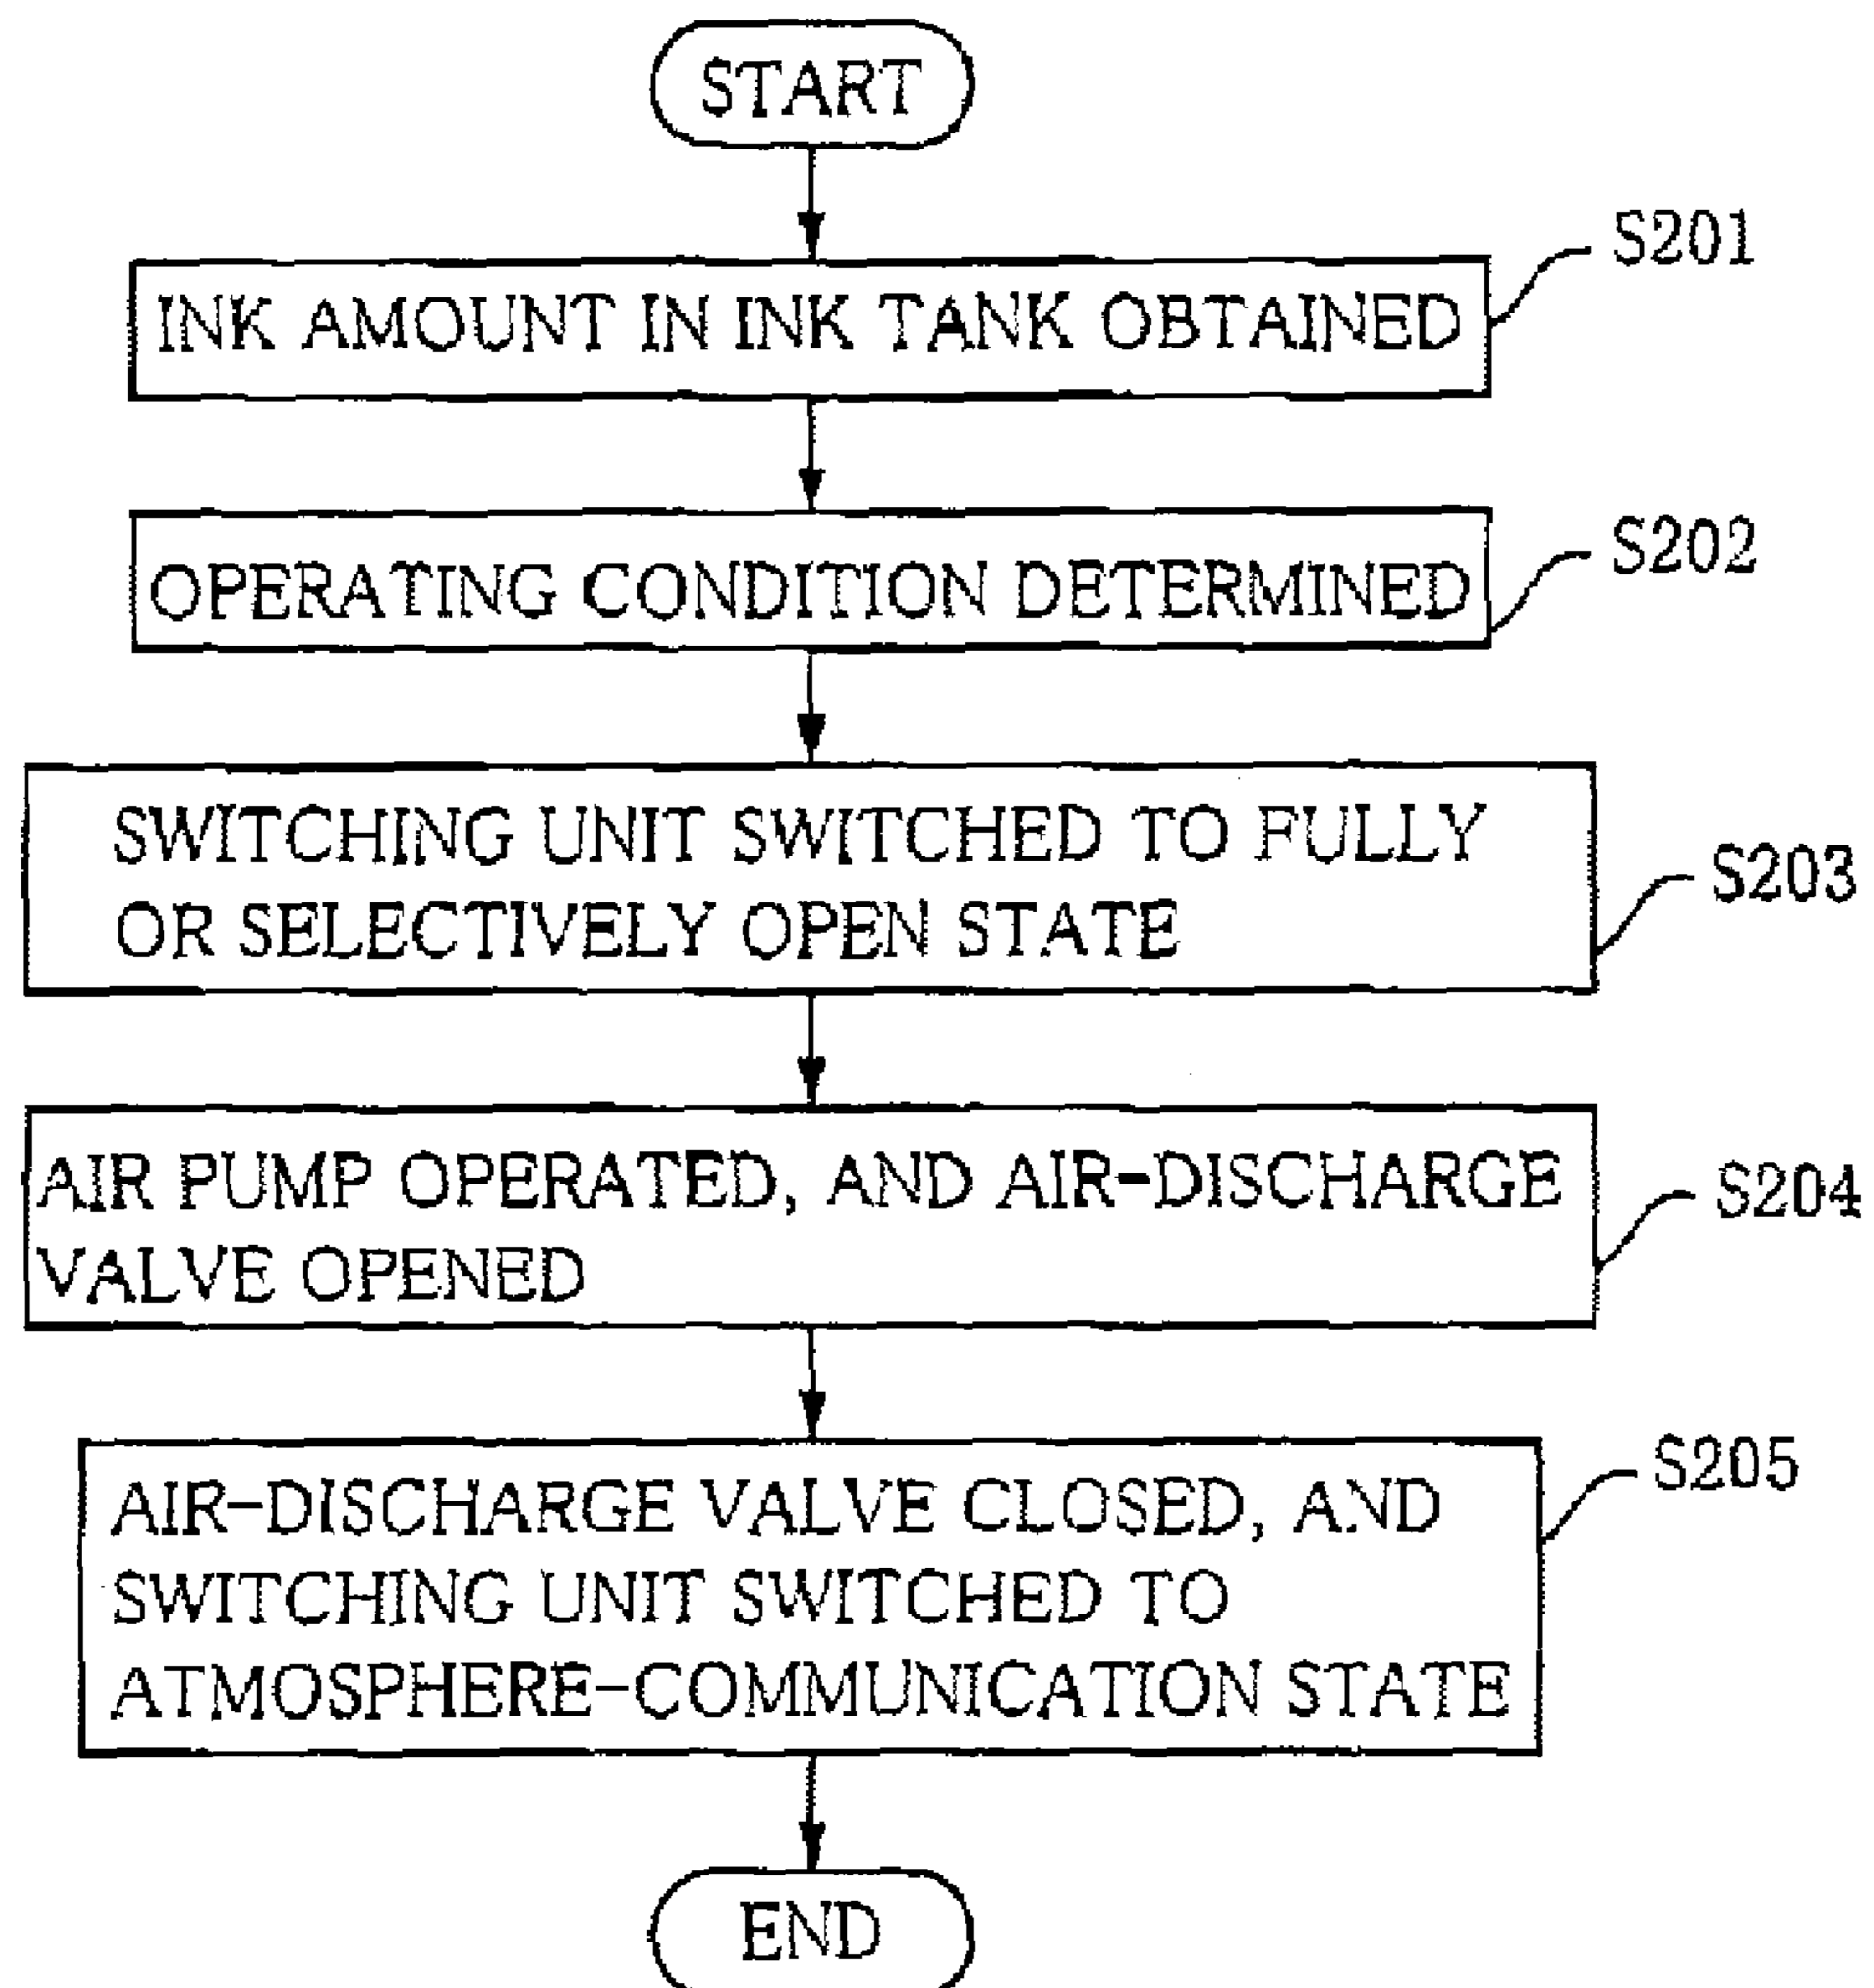 START
S201
INK AMOUNT IN INK TANK OBTAINED
S202
OPERATING CONDITION DETERMINED
SWITCHING UNIT SWITCHED TO FULLY
OR SELECTIVELY OPEN STATE
S203
AIR PUMP OPERATED, AND AIR-DISCHARGE
VALVE OPENED
S204
S205
AIR-DISCHARGE VALVE CLOSED, AND
SWITCHING UNIT SWITCHED TO
ATMOSPHERE-COMMUNICATION STATE
END